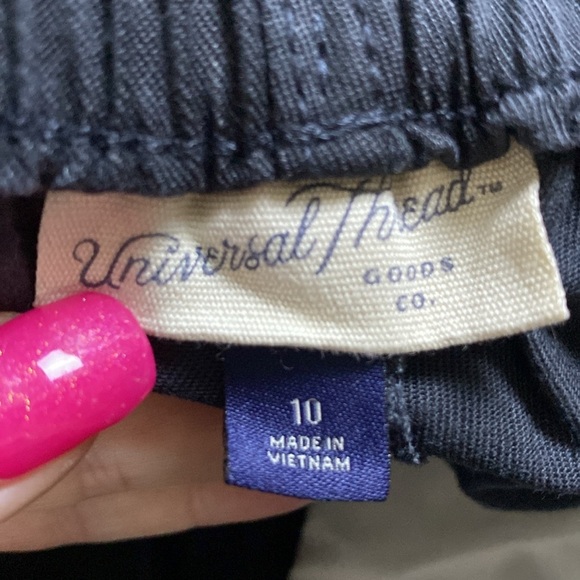 Universal Thread™
GOODS
CO.
10
MADE IN
VIETNAM